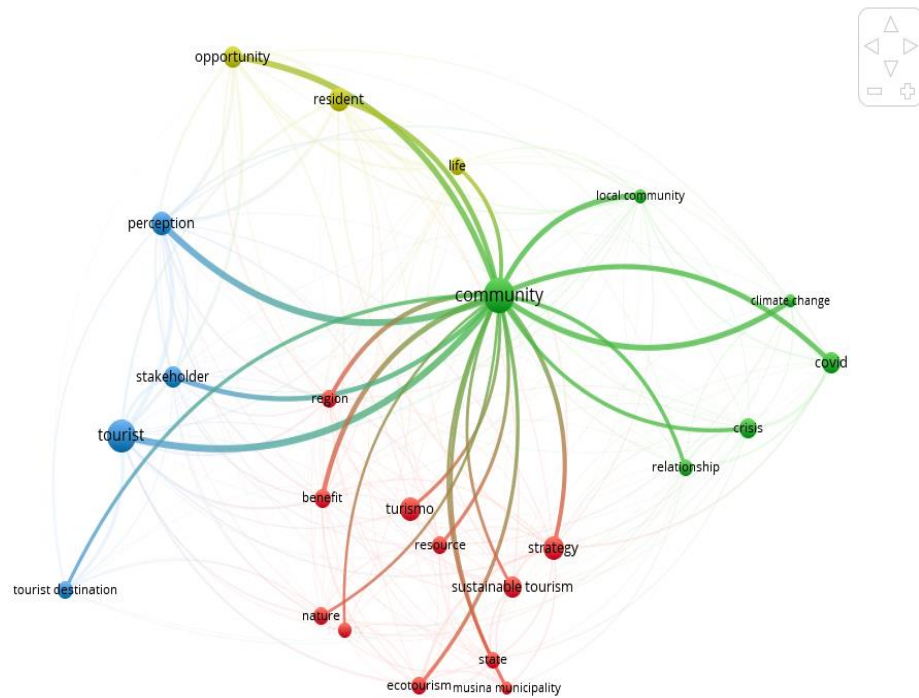 opportunity
resident
life
local community
perception
community
climate change
covid
stakeholder
region
tourist
crisis
relationship
benefit
turismo
resource
strategy
sustainable tourism
tourist destination
nature
state
ecotourism
musina municipality